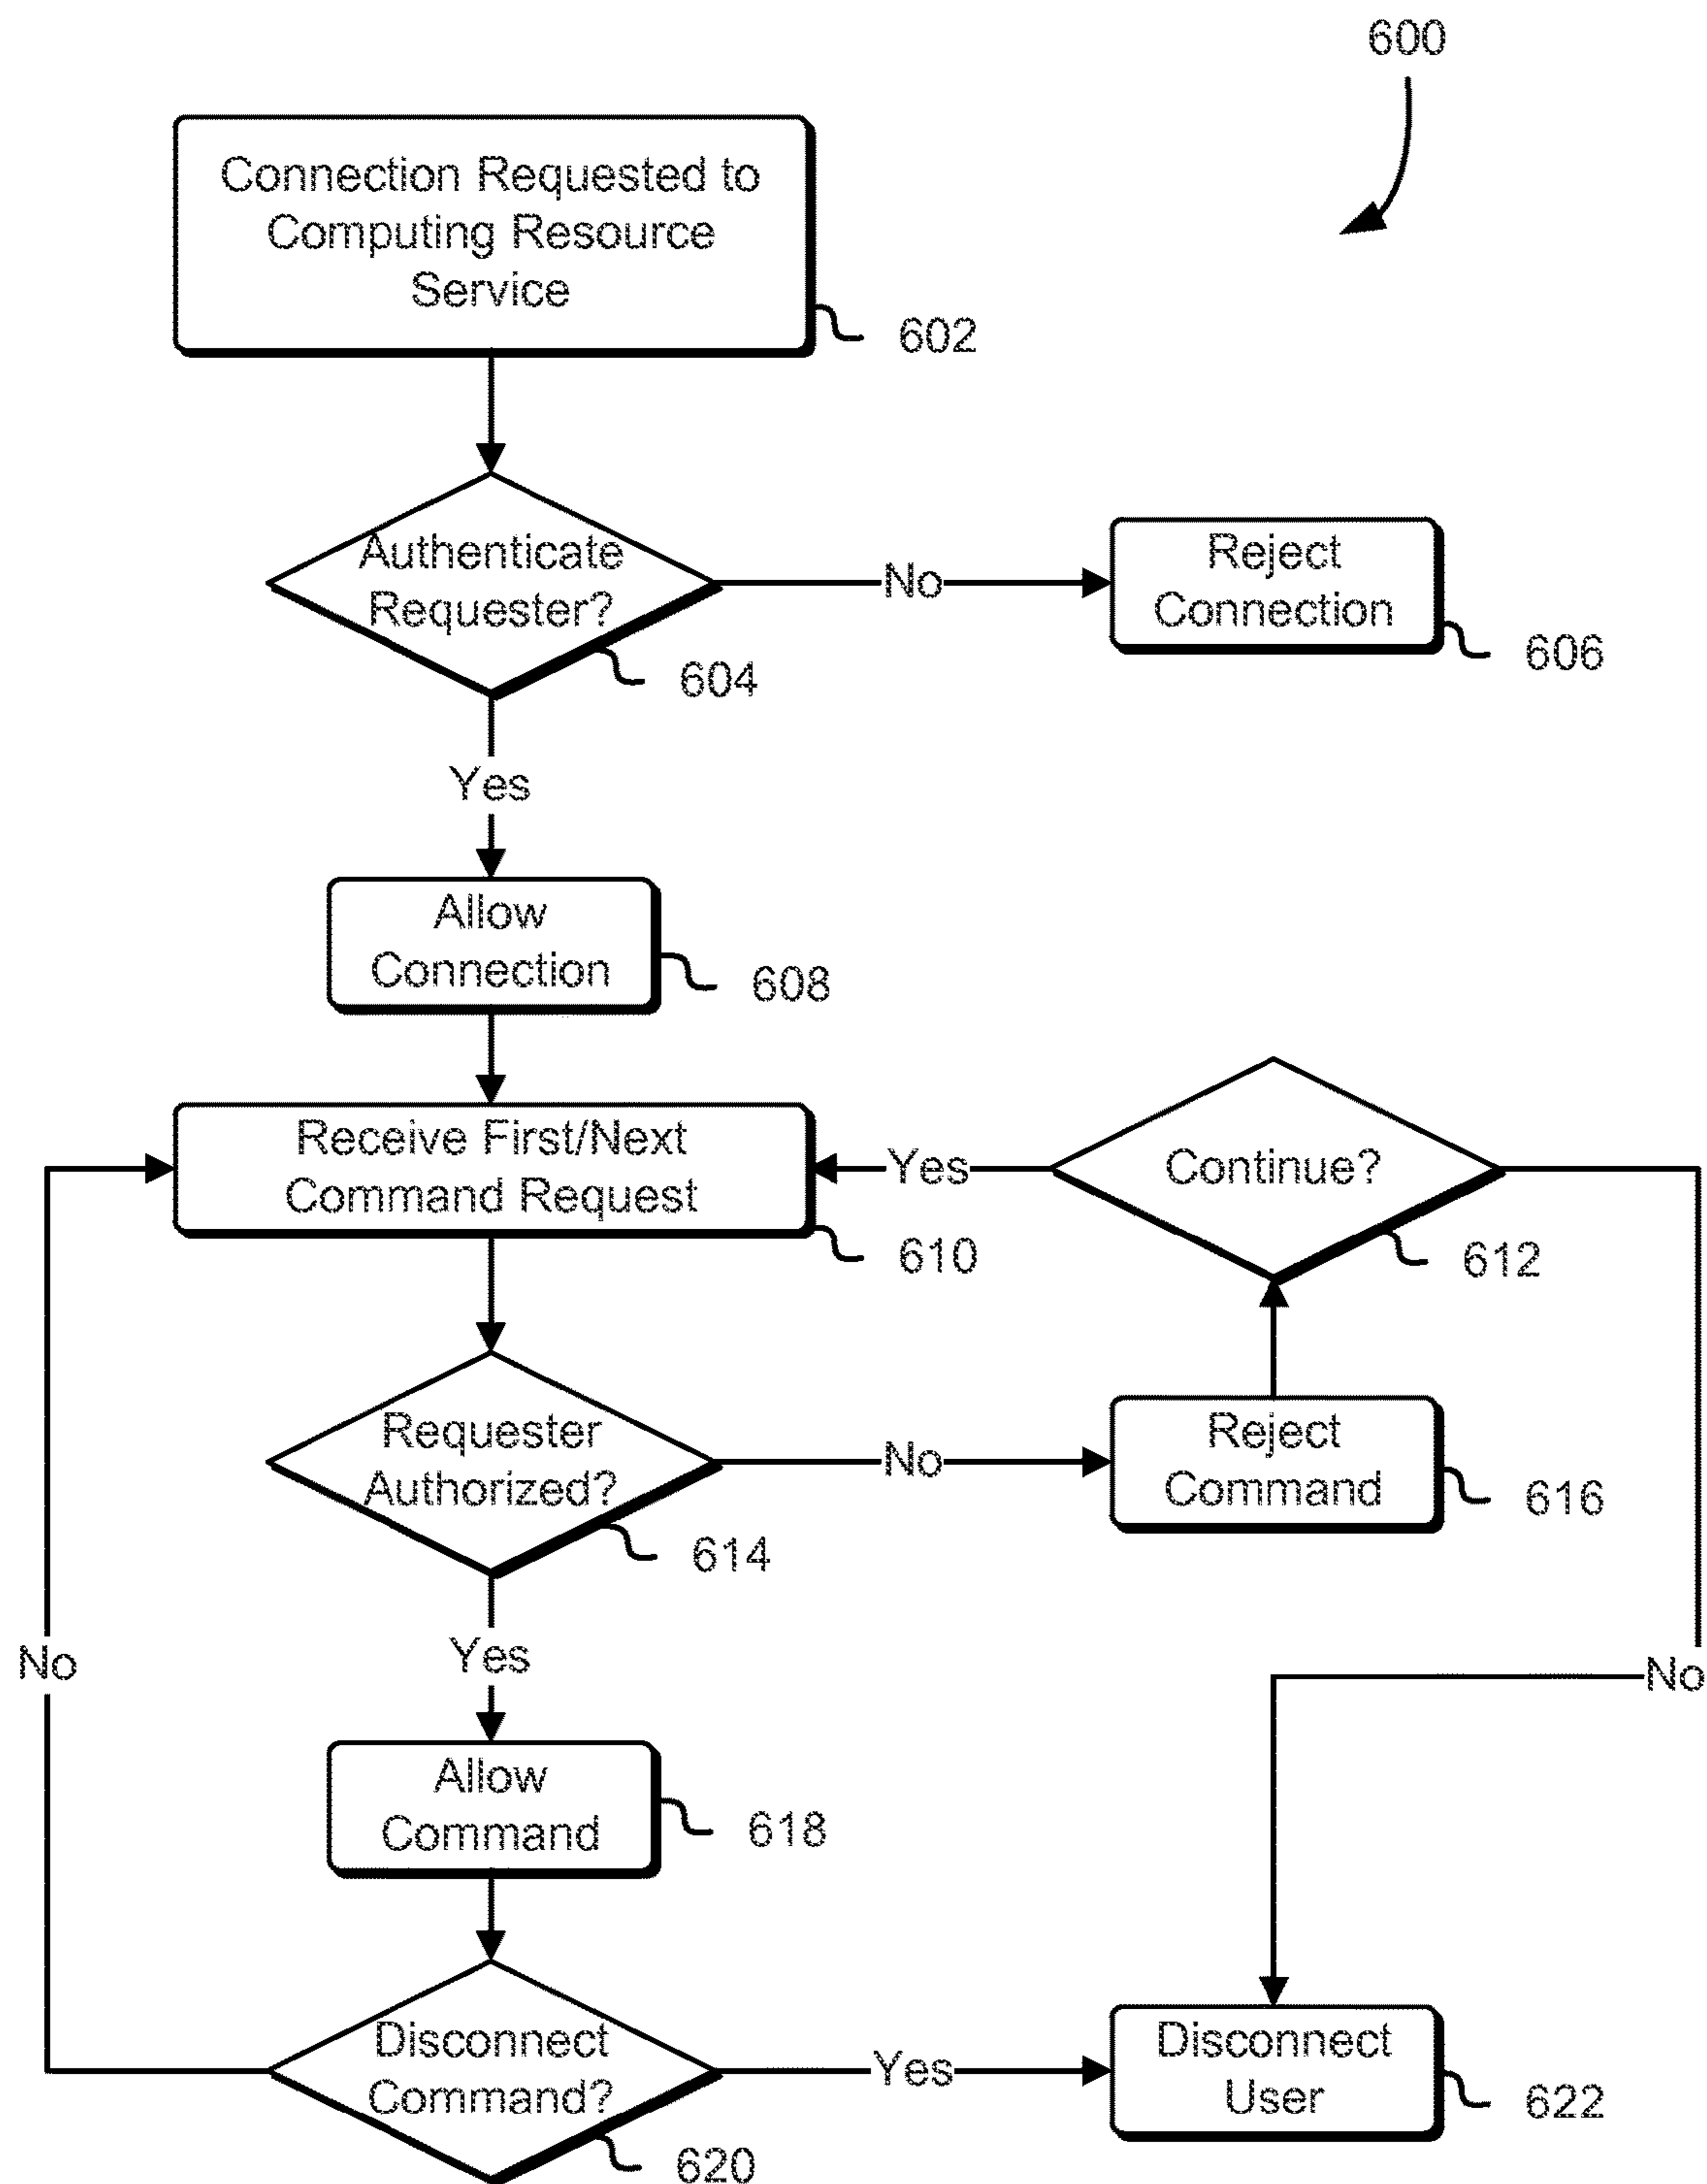 600
Connection Requested to
Computing Resource
Service
602
Authenticate
Requester?
604
No
Reject
Connection
606
Yes
Allow
Connection
608
Receive First/Next
Command Request
610
Yes
Continue?
612
Requester
Authorized?
614
No
Reject
Command
616
Yes
No
No
Allow
Command
618
Disconnect
Command?
620
Yes
Disconnect
User
622